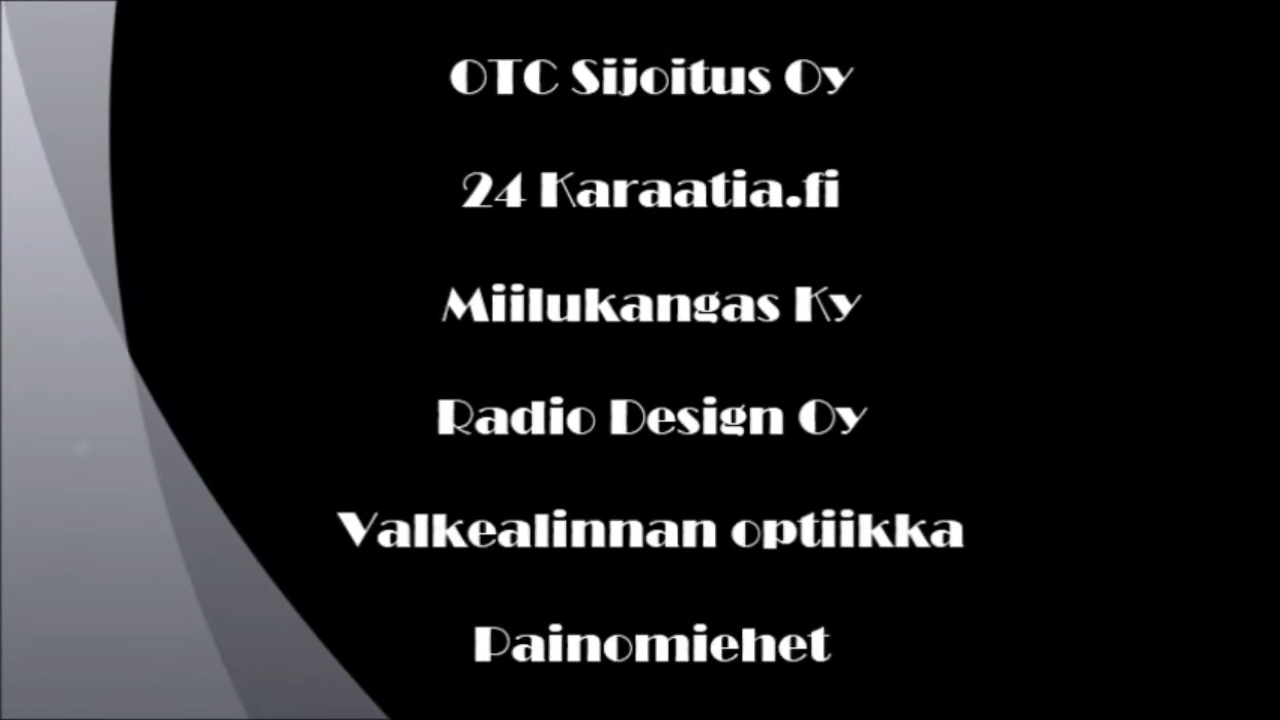 OTC Sijoitus Oy
24 Karaatia.fi
Miilukangas Ky
Radio Design Oy
Valkealinnan optiikka
Painomiehet